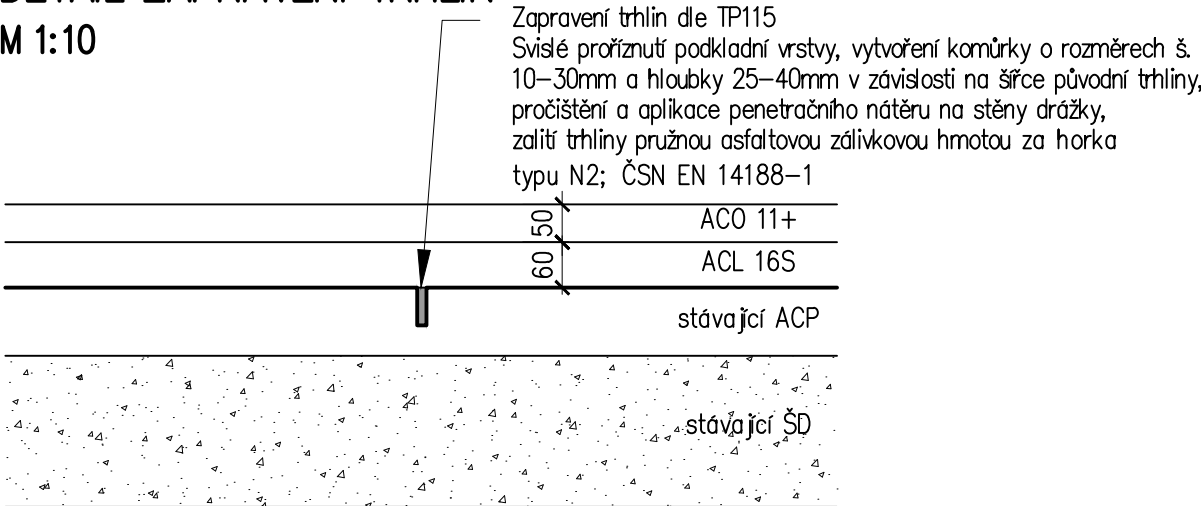 M 1:10
Zapravení trhlin dle TP115
Svislé proříznutí podkladní vrstvy, vytvoření komůrky o rozměrech š.
10-30mm a hloubky 25-40mm v závislosti na šířce původní trhliny,
pročištění a aplikace penetračního nátěru na stěny drážky,
zalití trhliny pružnou asfaltovou zálivkovou hmotou za horka
typu N2; ČSN EN 14188-1
50
ACO 11+
60
ACL 16S
stávající ACP
stávající ŠD